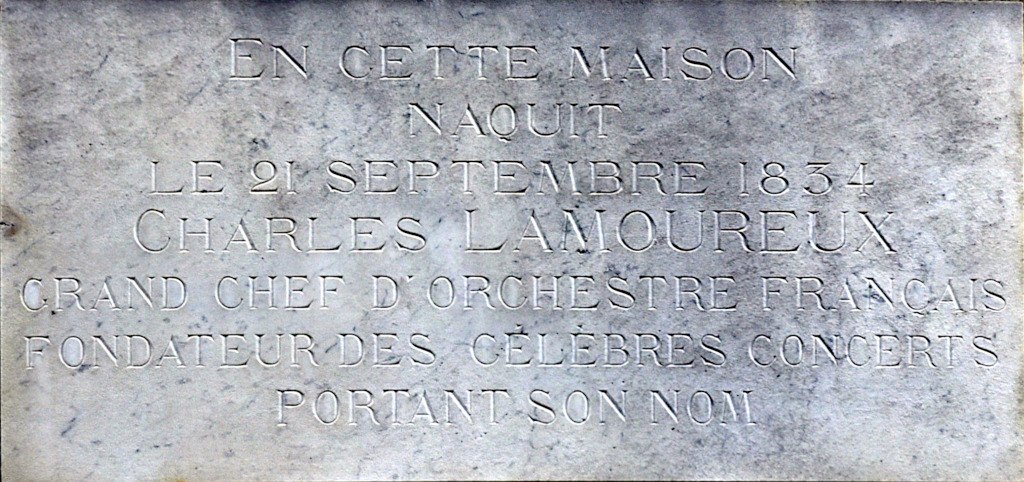 EN CETTE MAISON
NAQUIT
LE 21 SEPTEMBRE 1834
CHARLES LAMOUREUX
GRAND CHEF D'ORCHESTRE FRANÇAIS
FONDATEUR DES CÉLÈBRES CONCERTS
PORTANT SON NOM